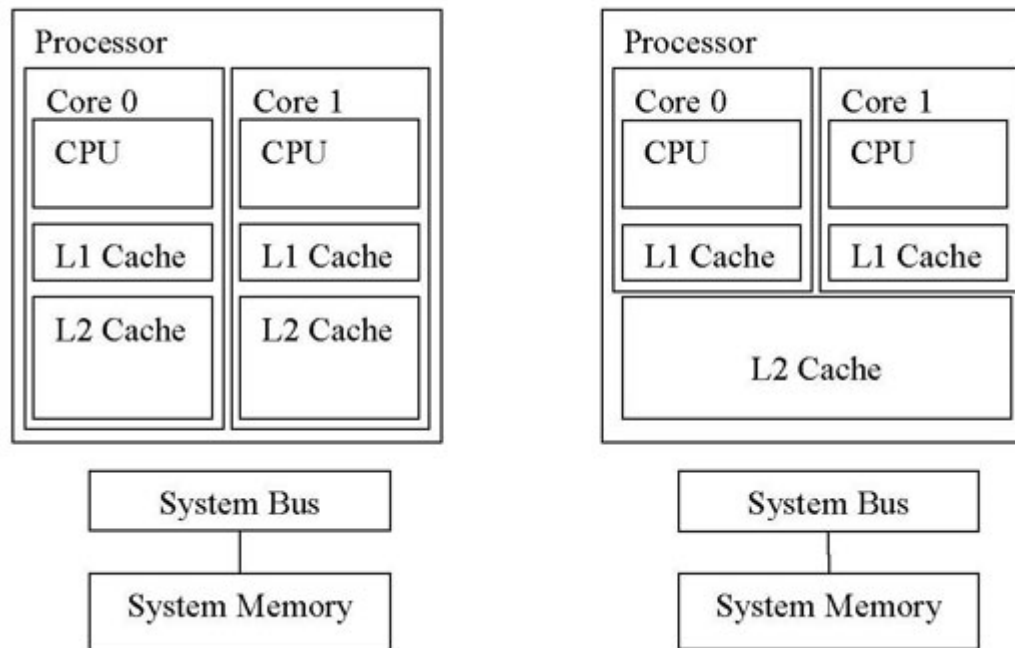 Processor
Core 0
CPU
L1 Cache
L2 Cache
Core 1
CPU
L1 Cache
L2 Cache
System Bus
System Memory
Processor
Core 0
CPU
L1 Cache
Core 1
CPU
L1 Cache
L2 Cache
System Bus
System Memory